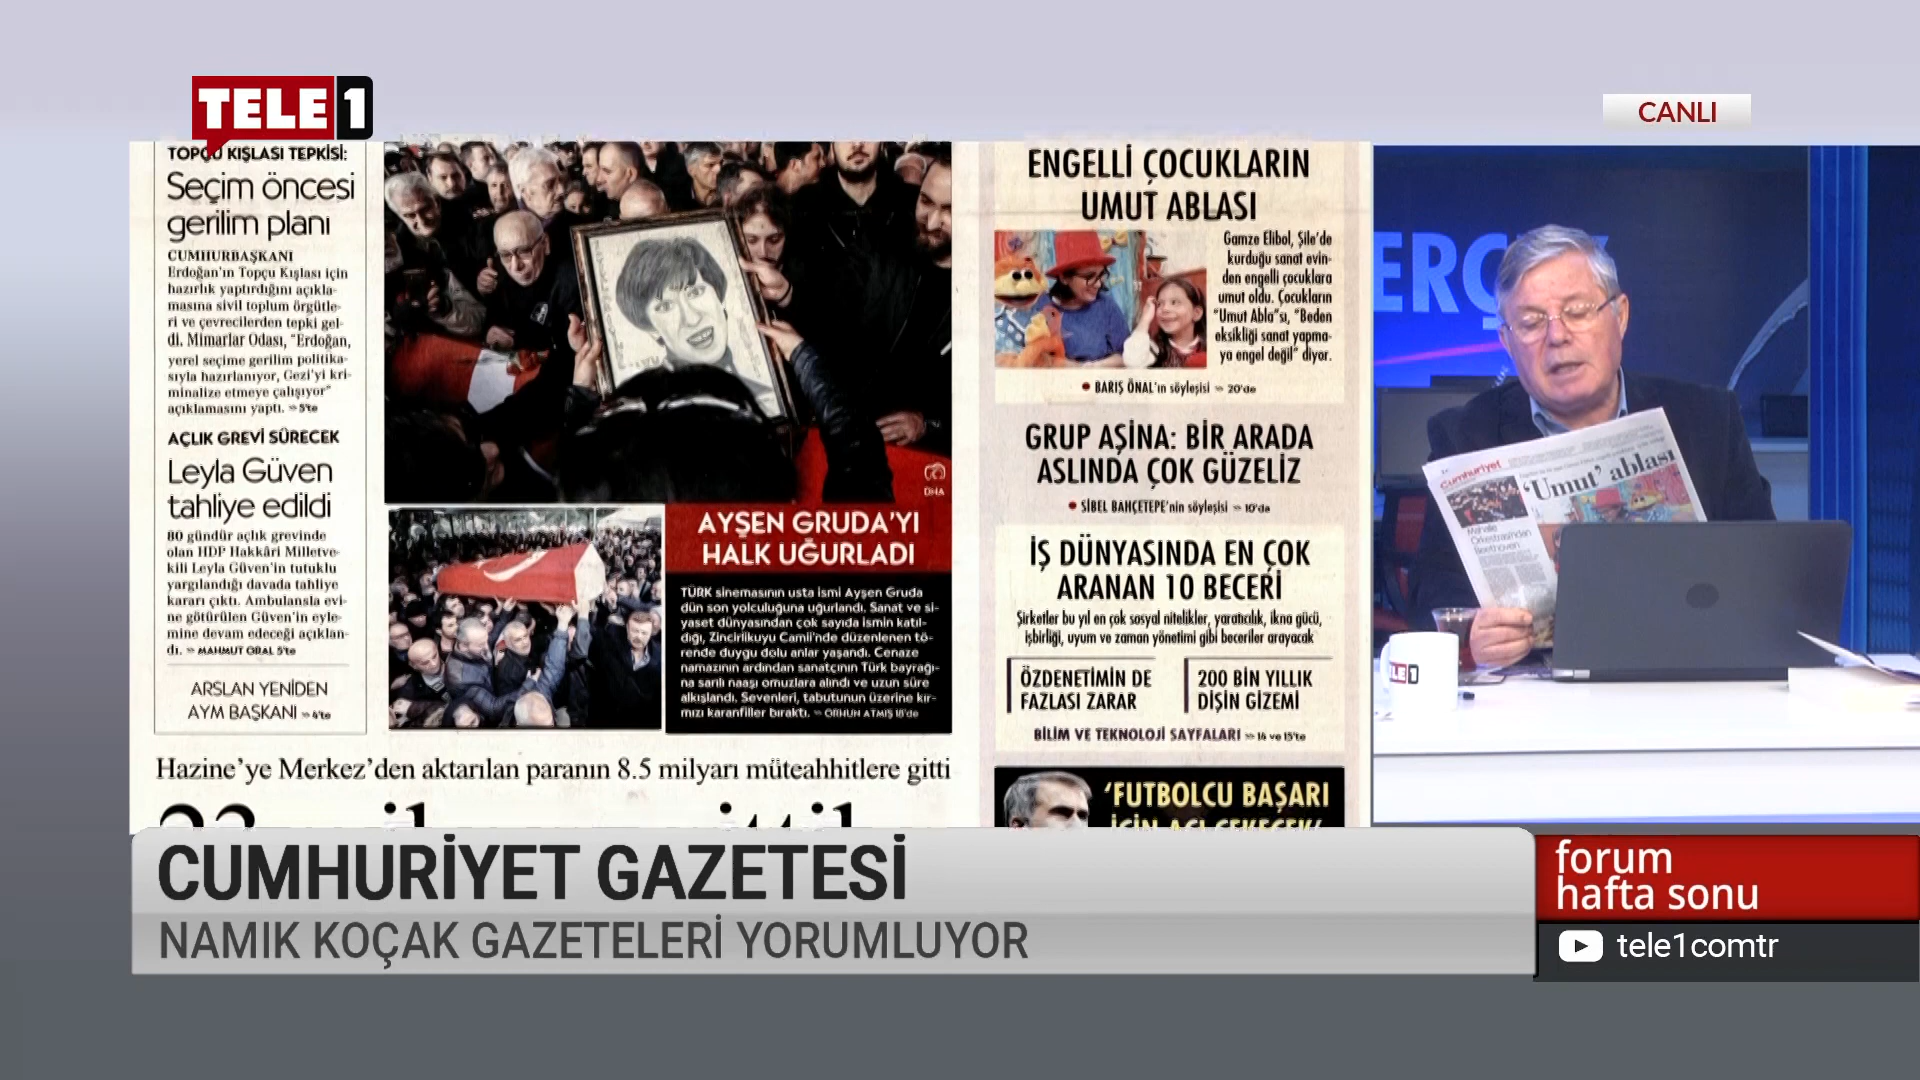 TELE1
CANLI
TOPÇU KIŞLASI TEPKİSİ:
Seçim öncesi
gerilim planı
CUMHURBAŞKANI
Erdoğan'ın Topçu Kışlası için
hazırlık yaptırdığını açıkla-
masına sivil toplum örgütle-
ri ve çevrecilerden tepki gel-
di. Mimarlar Odası, "Erdoğan,
yerel seçime gerilim politika-
sıyla hazırlanıyor, Gezi'yi kri-
minalize etmeye çalışıyor"
açıklamasını yaptı. » 5'te
AÇLIK GREVİ SÜRECEK
Leyla Güven
tahliye edildi
80 gündür açlık grevinde
olan HDP Hakkâri Milletve-
kili Leyla Güven'in tutuklu
yargılandığı davada tahliye
kararı çıktı. Ambulansla evi-
ne götürülen Güven'in eyle-
mine devam edeceği açıklan-
dı. » MAHMUT ORAL 5'te
ARSLAN YENİDEN
AYM BAŞKANI » 4'te
DHA
AYŞEN GRUDA'YI
HALK UĞURLADI
TÜRK sinemasının usta ismi Ayşen Gruda
dün son yolculuğuna uğurlandı. Sanat ve si-
yaset dünyasından çok sayıda ismin katıl-
dığı, Zincirlikuyu Camii'nde düzenlenen tö-
rende duygu dolu anlar yaşandı. Cenaze
namazının ardından sanatçının Türk bayrağı-
na sarılı naaşı omuzlara alındı ve uzun süre
alkışlandı. Sevenleri, tabutunun üzerine kır-
mızı karanfiller bıraktı. » ORHUN ATMIŞ 18'de
Hazine'ye Merkez'den aktarılan paranın 8.5 milyarı müteahhitlere gitti
ENGELLİ ÇOCUKLARIN
UMUT ABLASI
Gamze Elibol, Şile'de
kurduğu sanat evin-
den engelli çocuklara
umut oldu. Çocukların
"Umut Abla"sı, "Beden
eksikliği sanat yapma-
ya engel değil" diyor.
• BARIŞ ÖNAL'ın söyleşisi » 20'de
GRUP AŞİNA: BİR ARADA
ASLINDA ÇOK GÜZELİZ
• SİBEL BAHÇETEPE'nin söyleşisi » 10'da
İŞ DÜNYASINDA EN ÇOK
ARANAN 10 BECERİ
Şirketler bu yıl en çok sosyal nitelikler, yaratıcılık, ikna gücü,
işbirliği, uyum ve zaman yönetimi gibi beceriler arayacak
ÖZDENETİMİN DE
FAZLASI ZARAR
200 BİN YILLIK
DİŞİN GİZEMİ
BİLİM VE TEKNOLOJİ SAYFALARI » 14 ve 15'te
'FUTBOLCU BAŞARI
İÇİN ACI ÇEKECEK'
ERÇEK
Cumhuriyet
'Umut' ablası
Mahalle
Orkestrası'ndan
Beethoven
TELE1
CUMHURİYET GAZETESİ
NAMIK KOÇAK GAZETELERİ YORUMLUYOR
forum
hafta sonu
tele1comtr